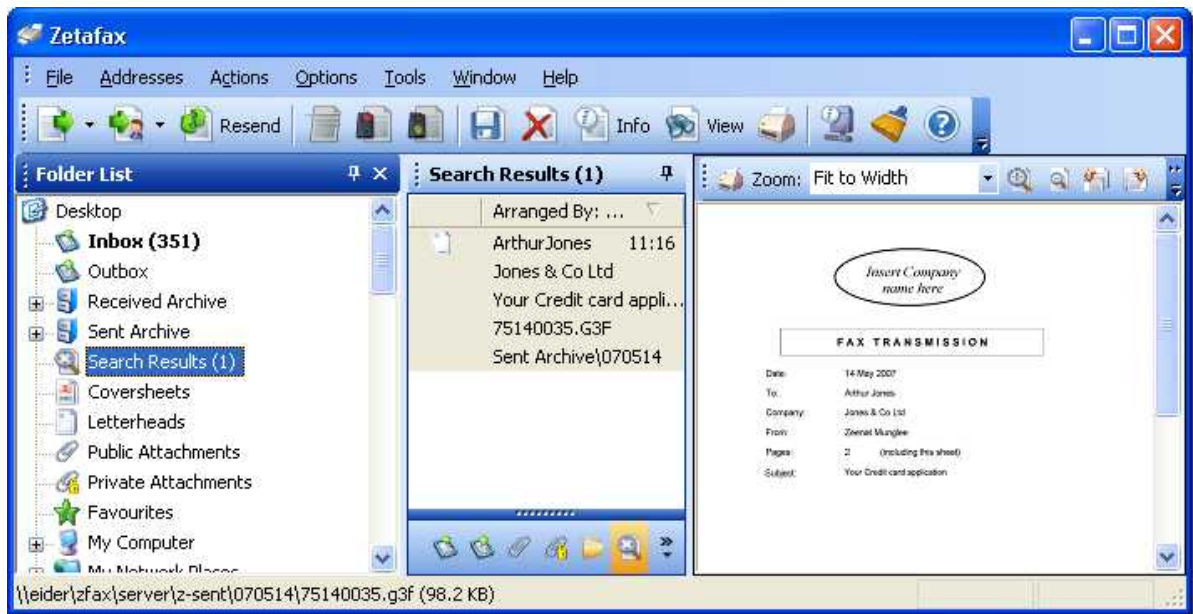 Zetafax
File Addresses Actions Options Tools Window Help
Resend Info View
Folder List
Desktop
Inbox (351)
Outbox
Received Archive
Sent Archive
Search Results (1)
Coversheets
Letterheads
Public Attachments
Private Attachments
Favourites
My Computer
My Network Places
Search Results (1)
Arranged By: ...
ArthurJones 11:16
Jones & Co Ltd
Your Credit card appli...
75140035.G3F
Sent Archive\070514
Zoom: Fit to Width
Insert Company
name here
FAX TRANSMISSION
Date: 14 May 2007
To: Arthur Jones
Company: Jones & Co Ltd
From: Zeenat Munglee
Pages: 2 (including this sheet)
Subject: Your Credit card application
\\eider\zfax\server\z-sent\070514\75140035.g3f (98.2 KB)